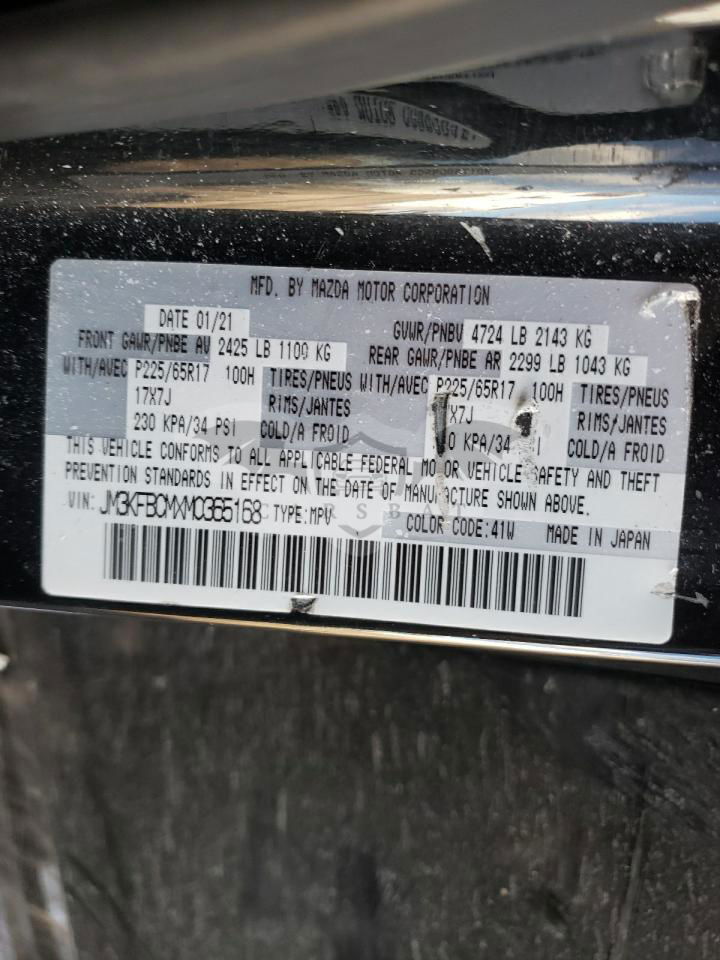 MFD. BY MAZDA MOTOR CORPORATION
DATE 01/21 GVWR/PNBV 4724 LB 2143 KG
FRONT GAWR/PNBE AV 2425 LB 1100 KG REAR GAWR/PNBE AR 2299 LB 1043 KG
WITH/AVEC P225/65R17 100H TIRES/PNEUS WITH/AVEC P225/65R17 100H TIRES/PNEUS
17X7J RIMS/JANTES X7J RIMS/JANTES
230 KPA/34 PSI COLD/A FROID 0 KPA/34 I COLD/A FROID
THIS VEHICLE CONFORMS TO ALL APPLICABLE FEDERAL MOTOR VEHICLE SAFETY AND THEFT
PREVENTION STANDARDS IN EFFECT ON THE DATE OF MANUFACTURE SHOWN ABOVE.
VIN: JM3KFBCMXM0365168 TYPE:MPV COLOR CODE:41W MADE IN JAPAN